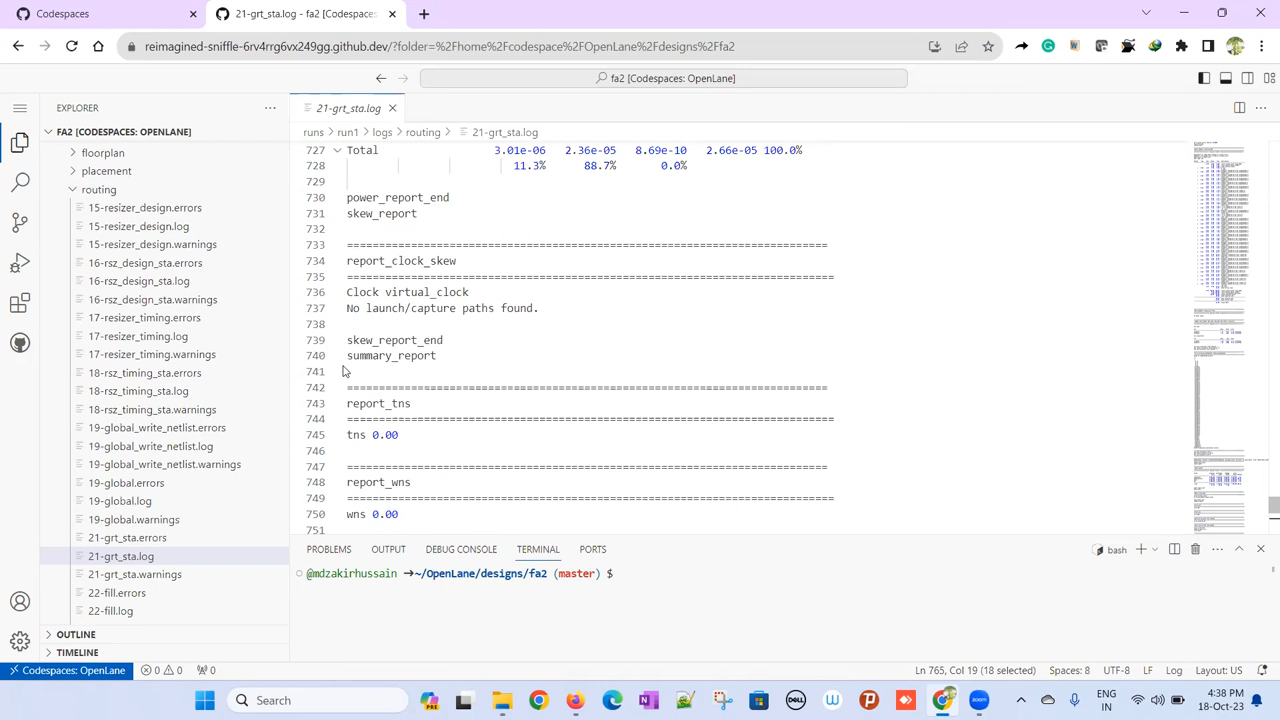 Codespaces
21-grt_sta.log - fa2 [Codespaces:
reimagined-sniffle-6rv4rrg6vx249gg.github.dev/?folder=%2Fhome%2Fcodespace%2FOpenLane%2Fdesigns%2Ffa2
fa2 [Codespaces: OpenLane]
EXPLORER
21-grt_sta.log
FA2 [CODESPACES: OPENLANE]
runs > run1 > logs > routing > 21-grt_sta.log
floorplan
placement
routing
15-resizer_design.errors
15-resizer_design.log
15-resizer_design.warnings
16-rsz_design_sta.errors
16-rsz_design_sta.log
16-rsz_design_sta.warnings
17-resizer_timing.errors
17-resizer_timing.log
17-resizer_timing.warnings
18-rsz_timing_sta.errors
18-rsz_timing_sta.log
18-rsz_timing_sta.warnings
19-global_write_netlist.errors
19-global_write_netlist.log
19-global_write_netlist.warnings
19-global.errors
19-global.log
19-global.warnings
21-grt_sta.errors
21-grt_sta.log
21-grt_sta.warnings
22-fill.errors
22-fill.log
OUTLINE
TIMELINE
727 Total 3.01e-06 2.36e-05 8.69e-10 2.66e-05 100.0%
728 11.3% 88.7% 0.0%
729
730 power_report_end
731 skew_report
732
733 ===========================================================================
734 report_clock_skew
735 ============================================================================
736 Clock virtual_clock
737 No launch/capture paths found.
738
739 skew_report_end
740 summary_report
741
742 ===========================================================================
743 report_tns
744 ============================================================================
745 tns 0.00
746
747 ===========================================================================
748 report_wns
749 ============================================================================
750 wns 0.00
751
PROBLEMS OUTPUT DEBUG CONSOLE TERMINAL PORTS
bash
@mdzakirhussain ➜~/OpenLane/designs/fa2 (master) $
Codespaces: OpenLane
0 0 0
Ln 765, Col 19 (18 selected) Spaces: 8 UTF-8 LF Log Layout: US
Search
DELL
zoom
ENG
IN
4:38 PM
18-Oct-23